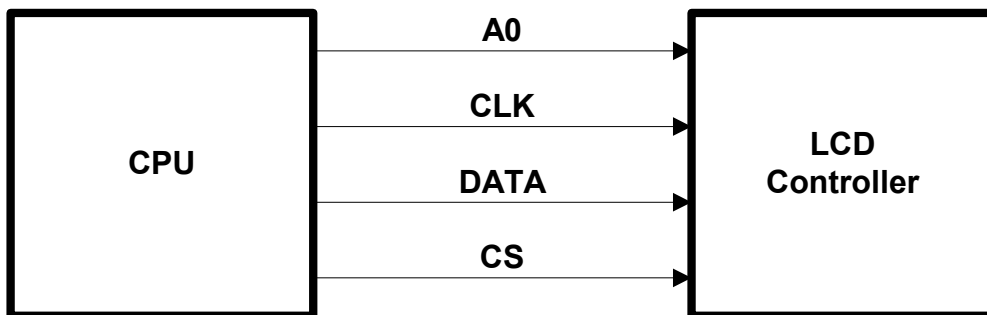 A0
CLK
CPU
DATA
CS
LCD
Controller